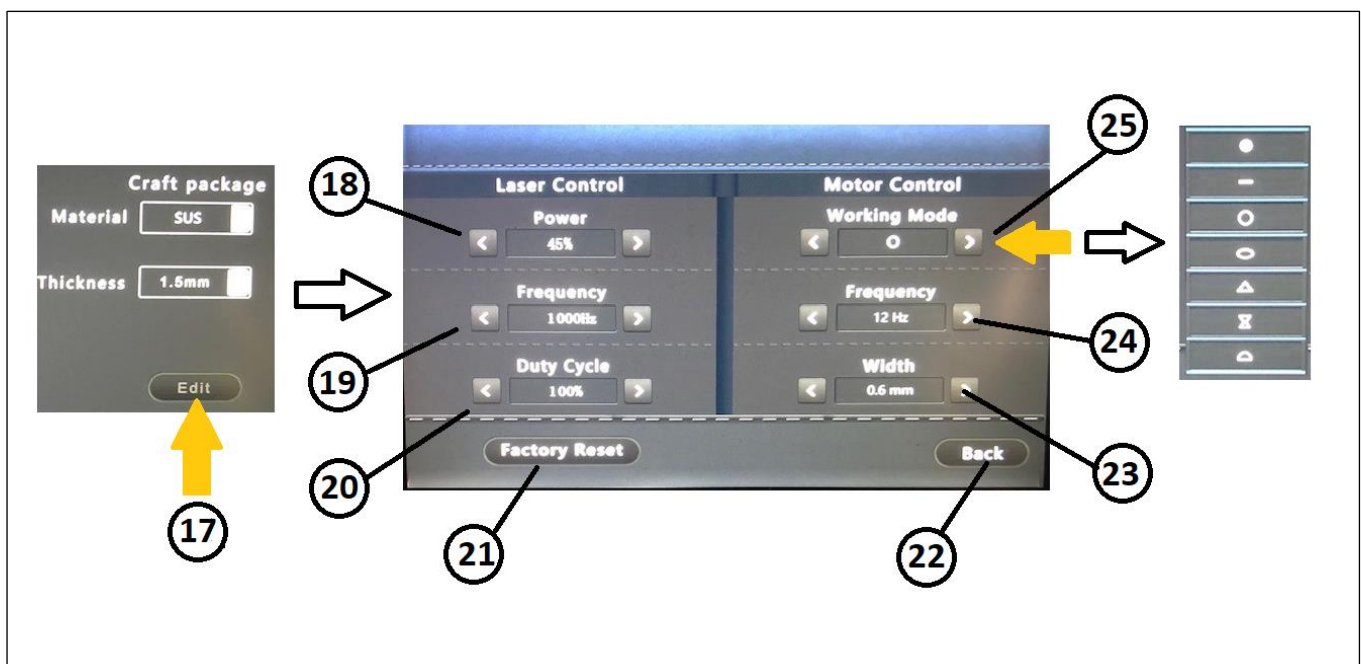 Craft package
Material SUS
Thickness 1.5mm
Edit
17
18
19
20
21
22
23
24
25
Laser Control
Power
< 45% >
Frequency
< 1000Hz >
Duty Cycle
< 100% >
Factory Reset
Motor Control
Working Mode
< O >
Frequency
< 12 Hz >
Width
< 0.6 mm >
Back